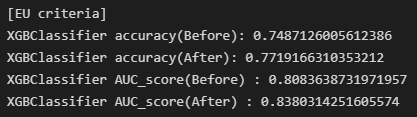 [EU criteria]
XGBClassifier accuracy(Before): 0.7487126005612386
XGBClassifier accuracy(After): 0.7719166310353212
XGBClassifier AUC_score(Before) : 0.8083638731971957
XGBClassifier AUC_score(After) : 0.8380314251605574